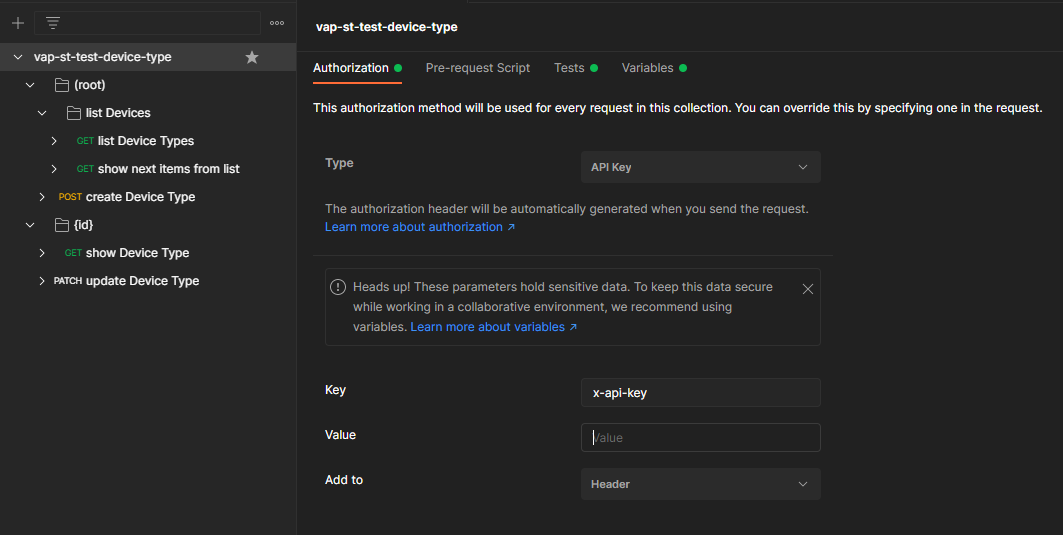 vap-st-test-device-type
(root)
list Devices
GET list Device Types
GET show next items from list
POST create Device Type
{id}
GET show Device Type
PATCH update Device Type
vap-st-test-device-type
Authorization Pre-request Script Tests Variables
This authorization method will be used for every request in this collection. You can override this by specifying one in the request.
Type API Key
The authorization header will be automatically generated when you send the request.
Learn more about authorization ↗
Heads up! These parameters hold sensitive data. To keep this data secure
while working in a collaborative environment, we recommend using
variables. Learn more about variables ↗
Key x-api-key
Value Value
Add to Header